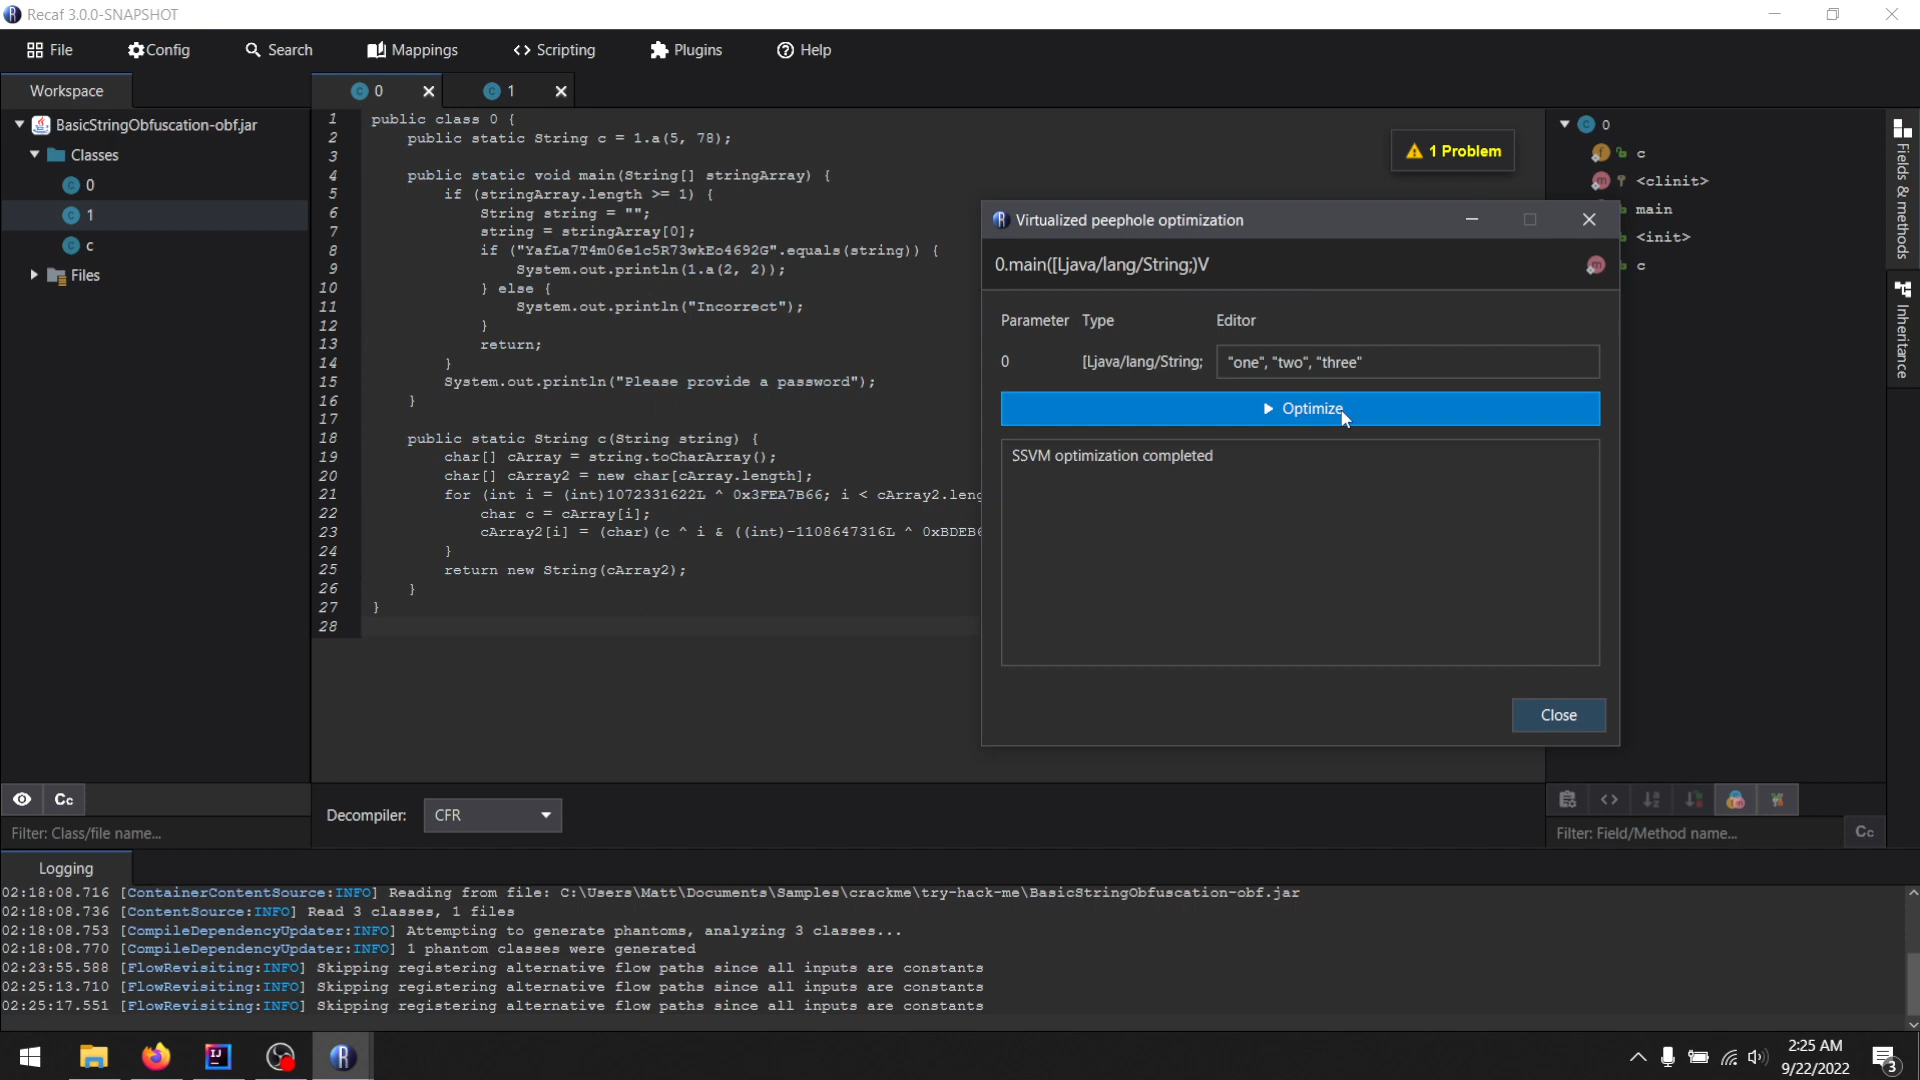 Recaf 3.0.0-SNAPSHOT
File Config Search Mappings Scripting Plugins Help
Workspace
BasicStringObfuscation-obf.jar
Classes
0
1
c
Files
Cc
Filter: Class/file name...
0 1
1 public class 0 {
2 public static String c = 1.a(5, 78);
3
4 public static void main(String[] stringArray) {
5 if (stringArray.length >= 1) {
6 String string = "";
7 string = stringArray[0];
8 if ("YafLa7T4m06e1c5R73wkEo4692G".equals(string)) {
9 System.out.println(1.a(2, 2));
10 } else {
11 System.out.println("Incorrect");
12 }
13 return;
14 }
15 System.out.println("Please provide a password");
16 }
17
18 public static String c(String string) {
19 char[] cArray = string.toCharArray();
20 char[] cArray2 = new char[cArray.length];
21 for (int i = (int)1072331622L ^ 0x3FEA7B66; i < cArray2.leng
22 char c = cArray[i];
23 cArray2[i] = (char)(c ^ i & ((int)-1108647316L ^ 0xBDEB6
24 }
25 return new String(cArray2);
26 }
27 }
28
1 Problem
Virtualized peephole optimization
0.main([Ljava/lang/String;)V
Parameter Type Editor
0 [Ljava/lang/String; "one", "two", "three"
Optimize
SSVM optimization completed
Close
0
c
<clinit>
main
<init>
c
Fields & methods
Inheritance
Filter: Field/Method name...
Cc
Decompiler: CFR
Logging
02:18:08.716 [ContainerContentSource:INFO] Reading from file: C:\Users\Matt\Documents\Samples\crackme\try-hack-me\BasicStringObfuscation-obf.jar
02:18:08.736 [ContentSource:INFO] Read 3 classes, 1 files
02:18:08.753 [CompileDependencyUpdater:INFO] Attempting to generate phantoms, analyzing 3 classes...
02:18:08.770 [CompileDependencyUpdater:INFO] 1 phantom classes were generated
02:23:55.588 [FlowRevisiting:INFO] Skipping registering alternative flow paths since all inputs are constants
02:25:13.710 [FlowRevisiting:INFO] Skipping registering alternative flow paths since all inputs are constants
02:25:17.551 [FlowRevisiting:INFO] Skipping registering alternative flow paths since all inputs are constants
2:25 AM
9/22/2022
3